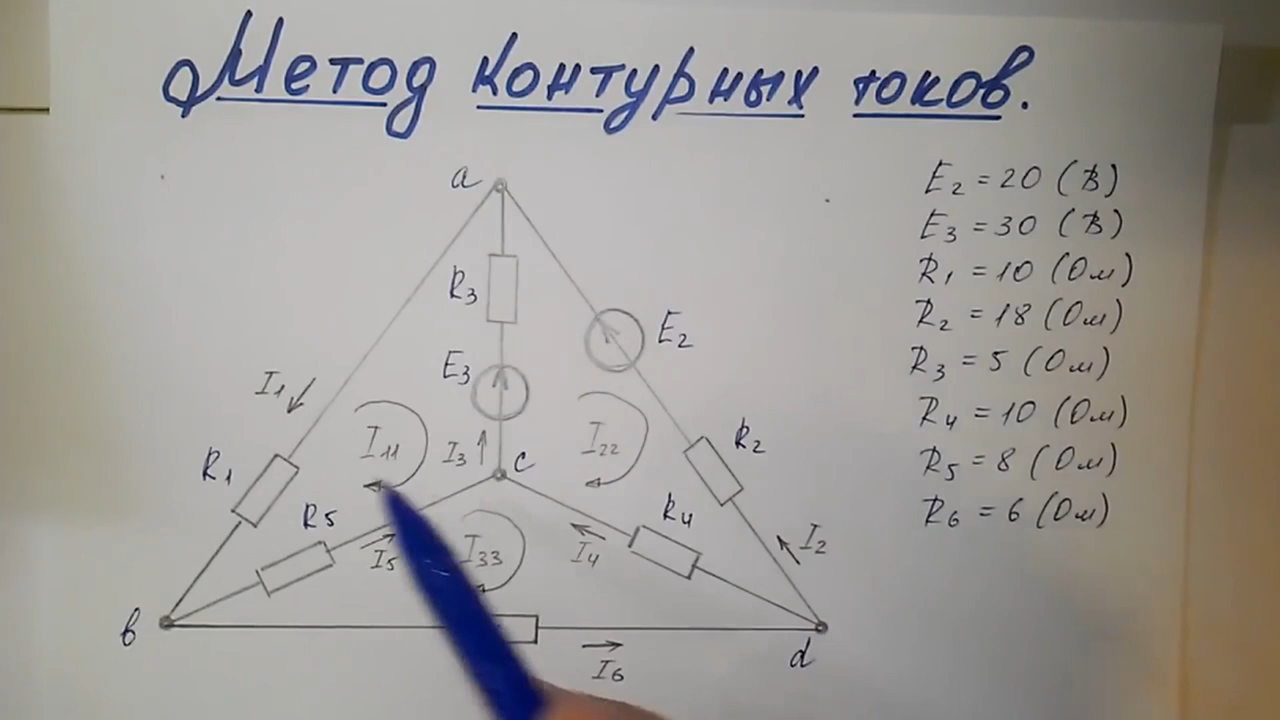 Метод контурных токов.
a
E2 = 20 (В)
E3 = 30 (В)
R1 = 10 (Ом)
R2 = 18 (Ом)
R3 = 5 (Ом)
R4 = 10 (Ом)
R5 = 8 (Ом)
R6 = 6 (Ом)
R3
E2
E3
I1
I11
I3
I22
c
R2
R1
R5
R4
I5
I33
I4
I2
в
d
I6